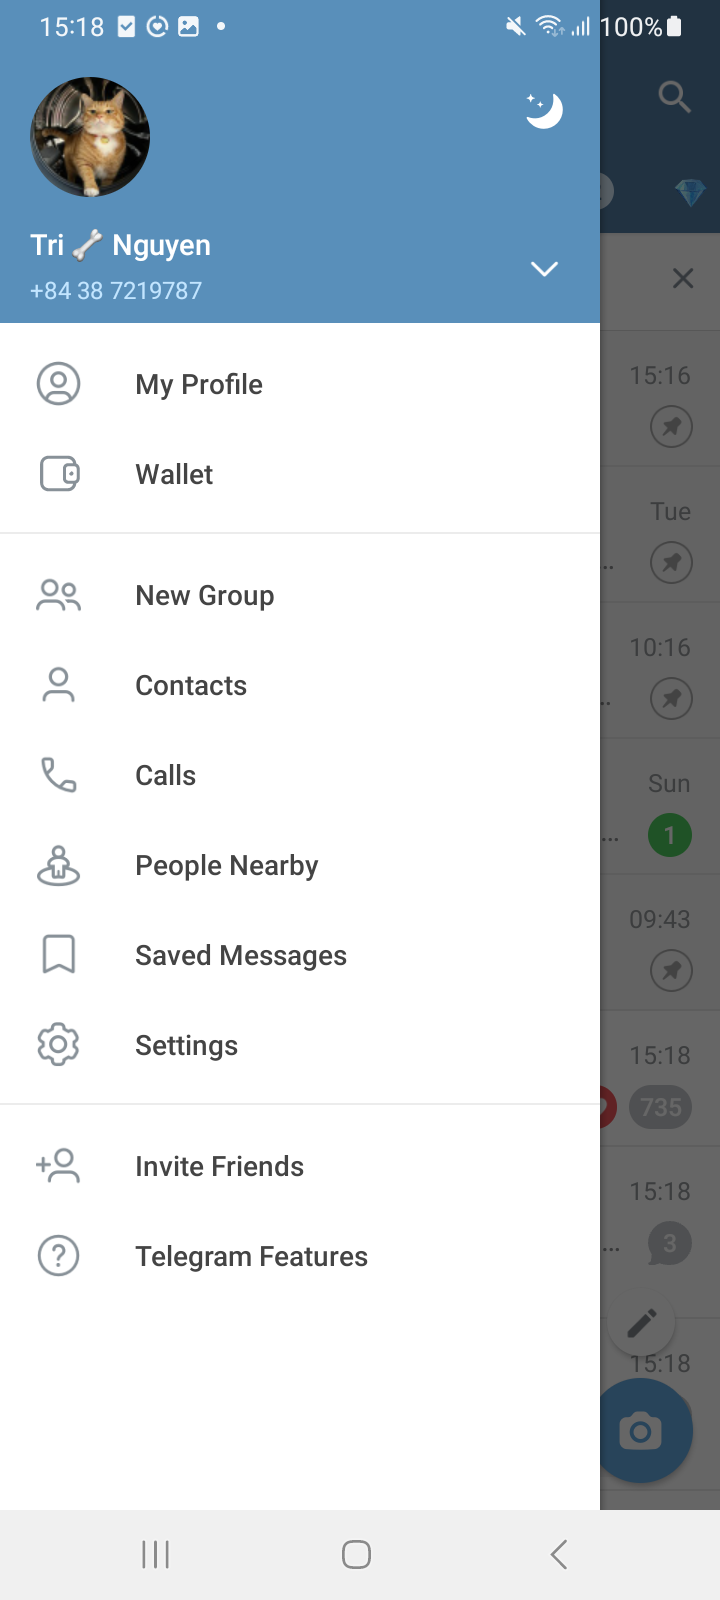 15:18
100%
Tri 🦴 Nguyen
+84 38 7219787
My Profile
Wallet
New Group
Contacts
Calls
People Nearby
Saved Messages
Settings
Invite Friends
Telegram Features
15:16
Tue
..
10:16
..
Sun
...
1
09:43
15:18
735
15:18
...
3
15:18